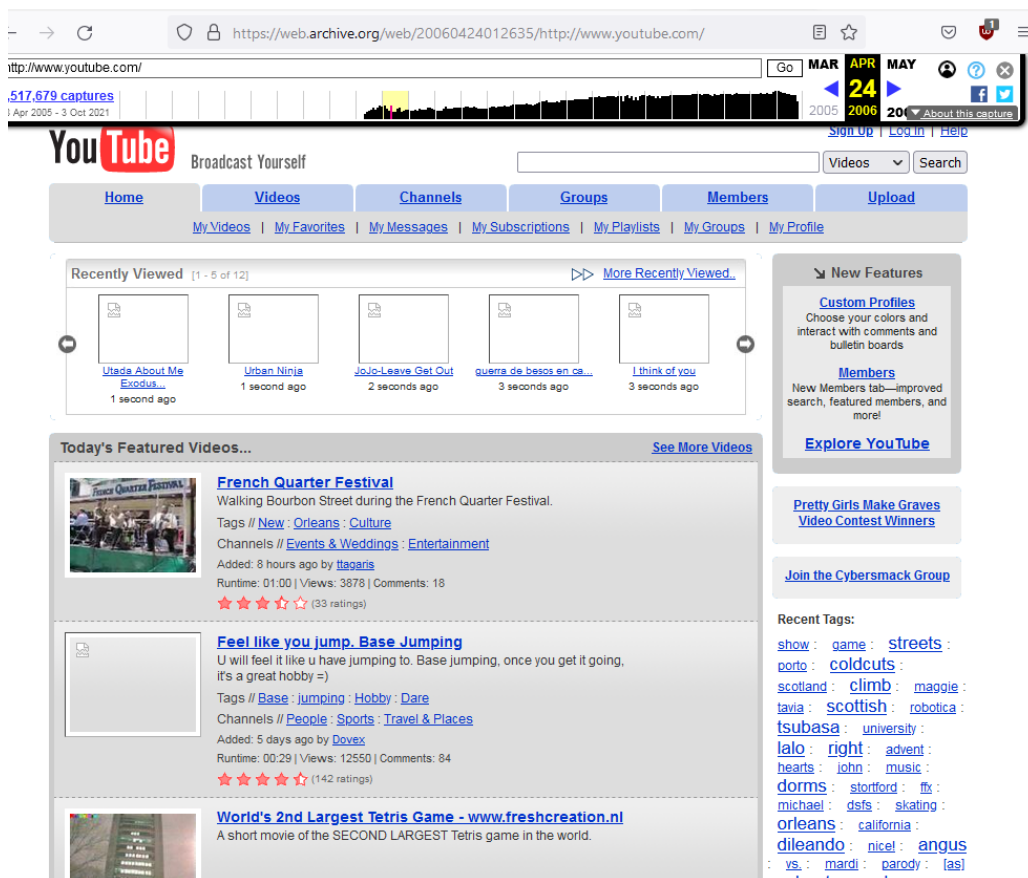 https://web.archive.org/web/20060424012635/http://www.youtube.com/
1
http://www.youtube.com/
Go
MAR APR MAY
,517,679 captures
24
Apr 2005 - 3 Oct 2021
2005 2006
About this capture
Sign Up | Log In | Help
YouTube Broadcast Yourself
Videos Search
Home Videos Channels Groups Members Upload
My Videos | My Favorites | My Messages | My Subscriptions | My Playlists | My Groups | My Profile
Recently Viewed [1 - 5 of 12]
More Recently Viewed..
Utada About Me Exodus...
1 second ago
Urban Ninja
1 second ago
JoJo-Leave Get Out
2 seconds ago
guerra de besos en ca...
3 seconds ago
I think of you
3 seconds ago
Today's Featured Videos...
See More Videos
FRENCH QUARTER FESTIVAL
French Quarter Festival
Walking Bourbon Street during the French Quarter Festival.
Tags // New : Orleans : Culture
Channels // Events & Weddings : Entertainment
Added: 8 hours ago by ttagaris
Runtime: 01:00 | Views: 3878 | Comments: 18
(33 ratings)
Feel like you jump. Base Jumping
U will feel it like u have jumping to. Base jumping, once you get it going,
it's a great hobby =)
Tags // Base : jumping : Hobby : Dare
Channels // People : Sports : Travel & Places
Added: 5 days ago by Dovex
Runtime: 00:29 | Views: 12550 | Comments: 84
(142 ratings)
World's 2nd Largest Tetris Game - www.freshcreation.nl
A short movie of the SECOND LARGEST Tetris game in the world.
New Features
Custom Profiles
Choose your colors and
interact with comments and
bulletin boards
Members
New Members tab—improved
search, featured members, and
more!
Explore YouTube
Pretty Girls Make Graves
Video Contest Winners
Join the Cybersmack Group
Recent Tags:
show : game : streets :
porto : coldcuts :
scotland : climb : maggie :
tavia : scottish : robotica :
tsubasa : university :
lalo : right : advent :
hearts : john : music :
dorms : stortford : ffx :
michael : dsfs : skating :
orleans : california :
dileando : nice! : angus
: vs. : mardi : parody : [as]